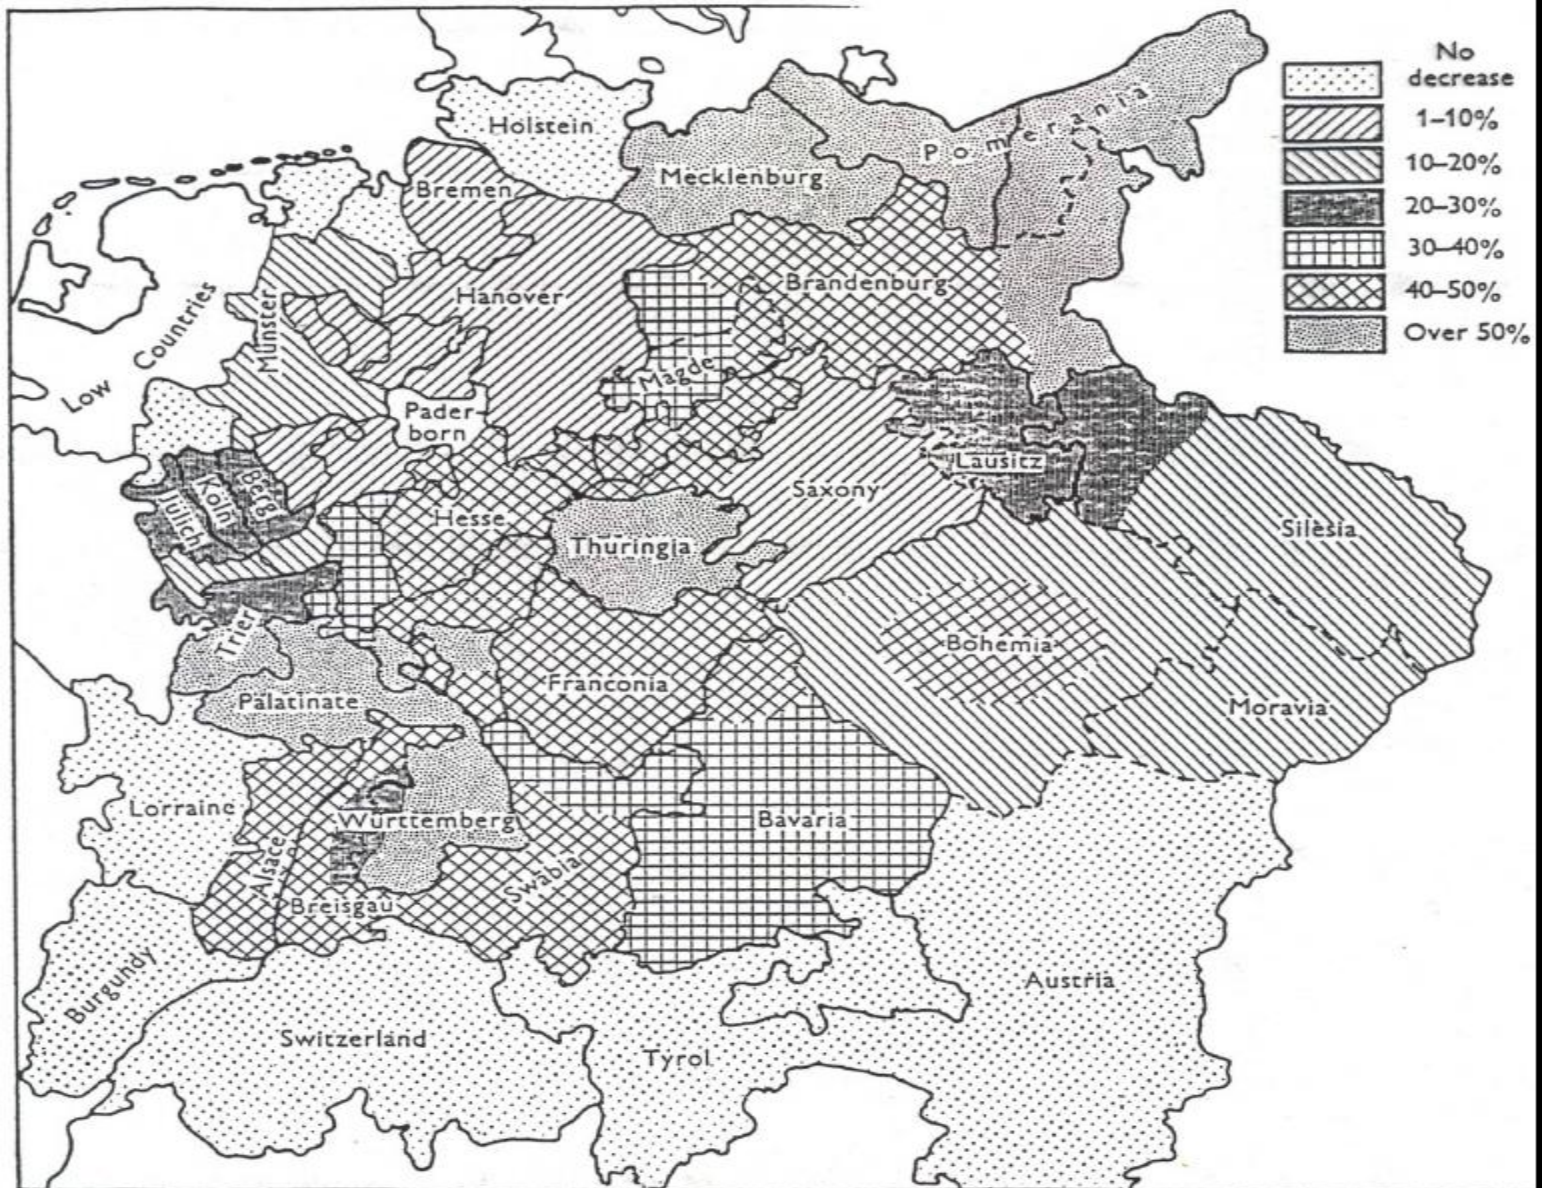 No
decrease
1–10%
10–20%
20–30%
30–40%
40–50%
Over 50%
Holstein
Pomerania
Mecklenburg
Bremen
Brandenburg
Hanover
Low Countries
Münster
Magde
Pader
born
Lausitz
Saxony
Berg
Köln
Jülich
Hesse
Silesia
Thuringia
Bohemia
Trier
Franconia
Palatinate
Moravia
Lorraine
Württemberg
Bavaria
Alsace
Swabia
Breisgau
Burgundy
Austria
Switzerland
Tyrol